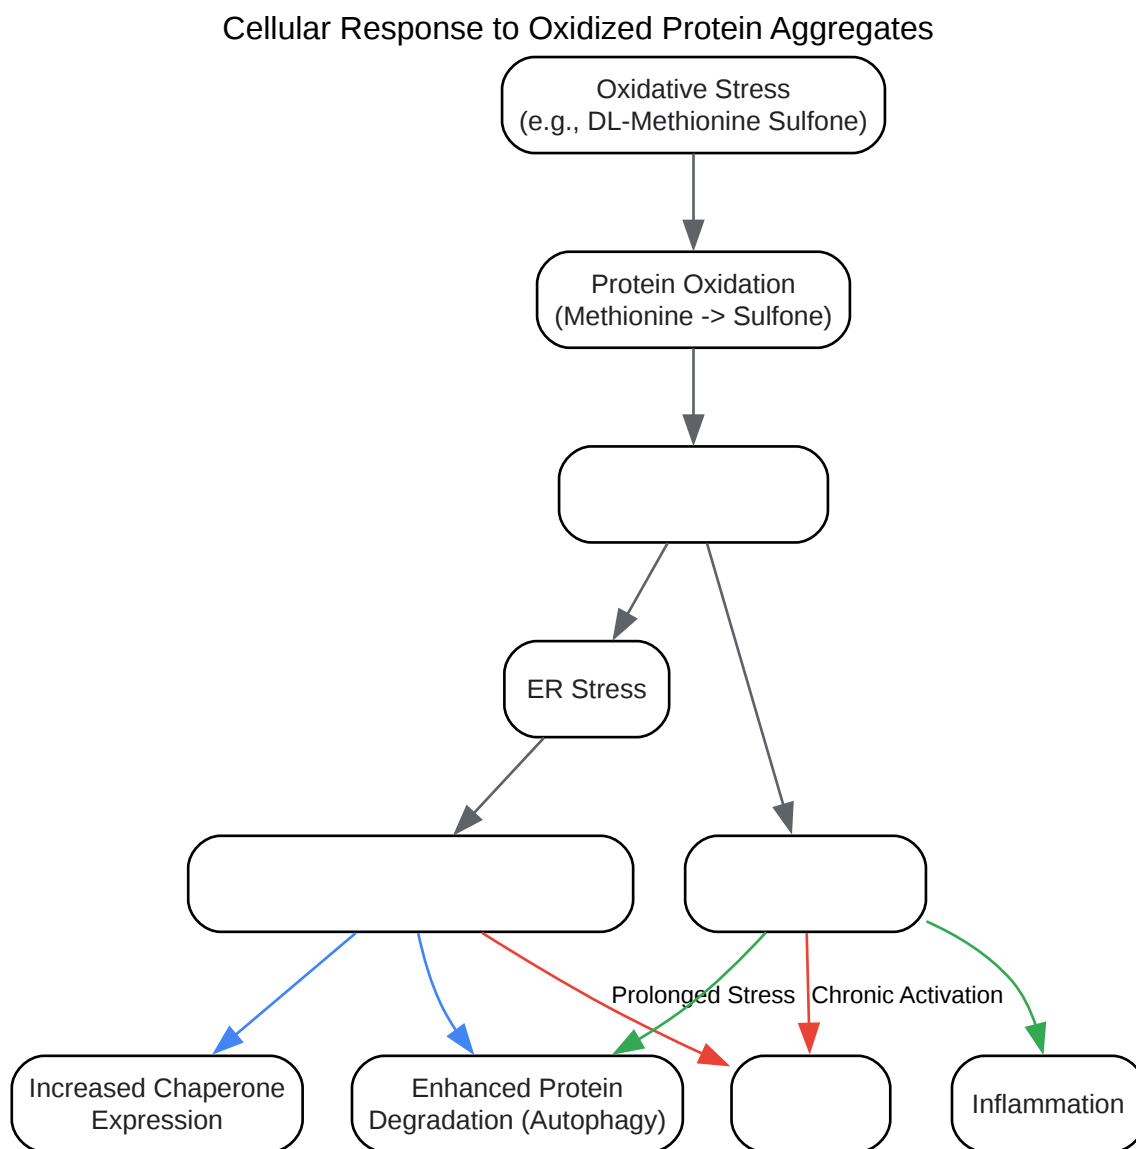 Cellular Response to Oxidized Protein Aggregates
Oxidative Stress
(e.g., DL-Methionine Sulfone)
Protein Oxidation
(Methionine -> Sulfone)
ER Stress
Prolonged Stress
Chronic Activation
Increased Chaperone
Expression
Enhanced Protein
Degradation (Autophagy)
Inflammation